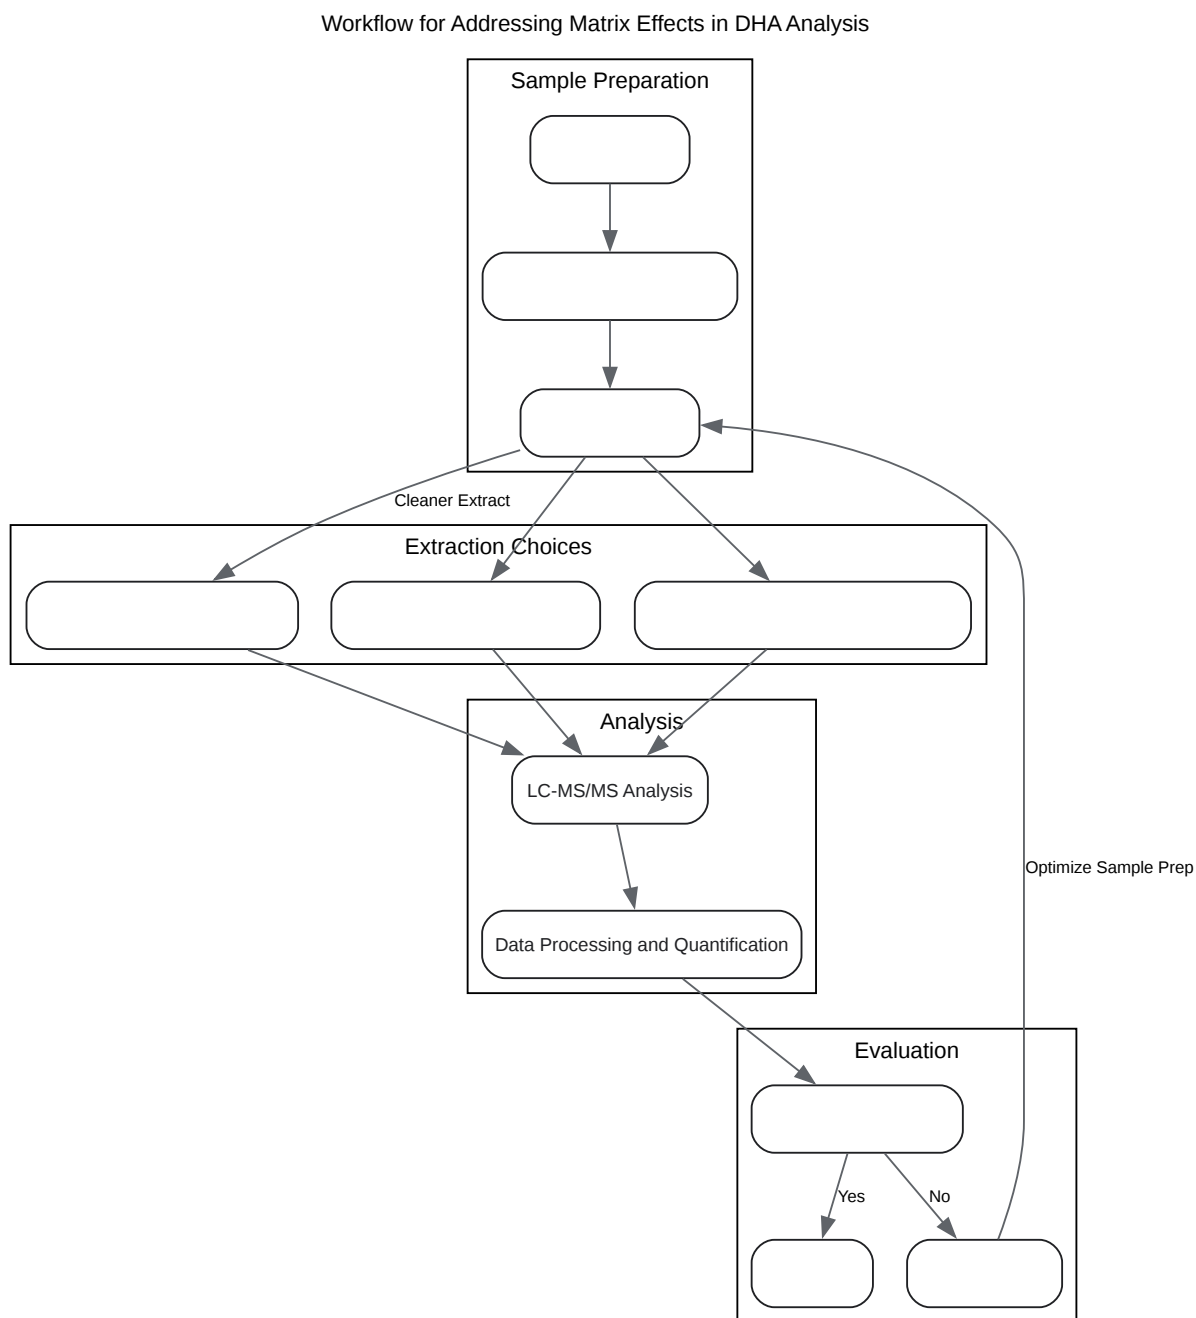 Workflow for Addressing Matrix Effects in DHA Analysis
Sample Preparation
Cleaner Extract
Extraction Choices
Analysis
LC-MS/MS Analysis
Optimize Sample Prep
Data Processing and Quantification
Evaluation
Yes
No